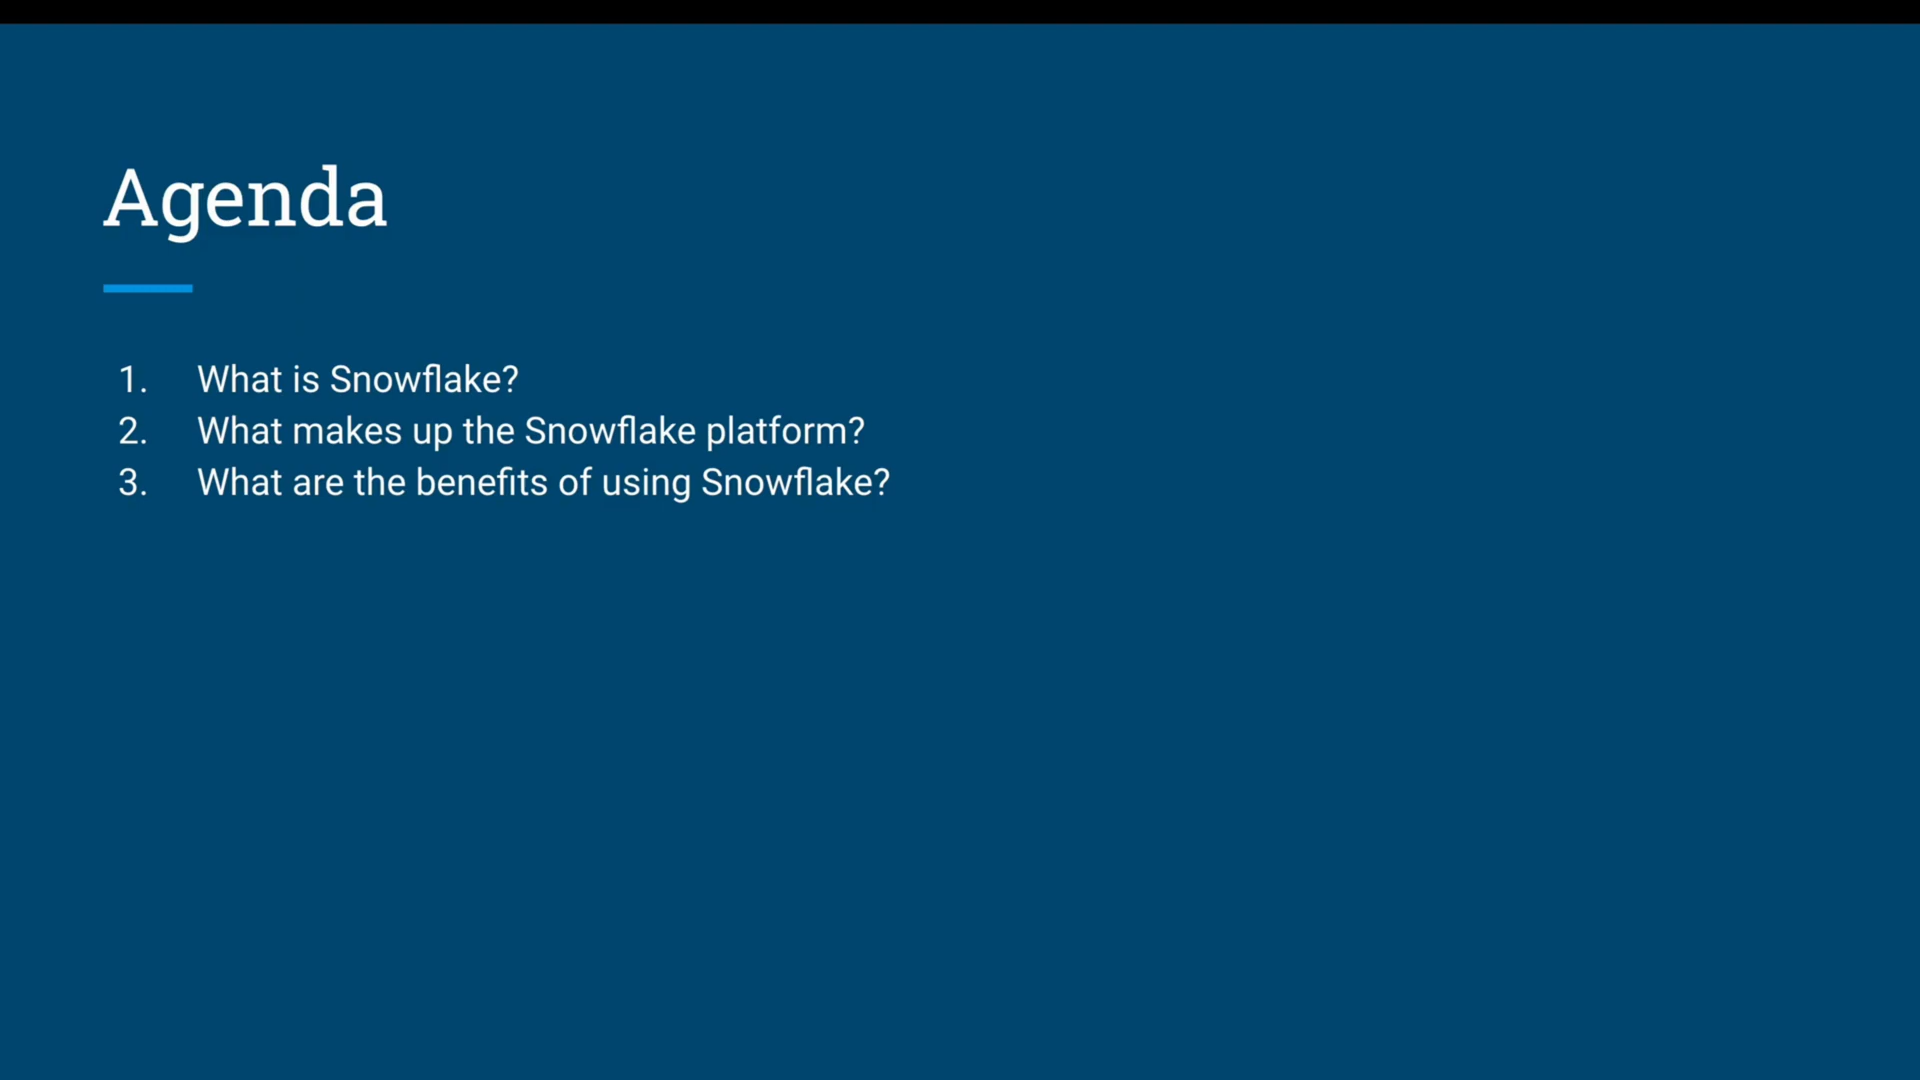 Agenda
1. What is Snowflake?
2. What makes up the Snowflake platform?
3. What are the benefits of using Snowflake?